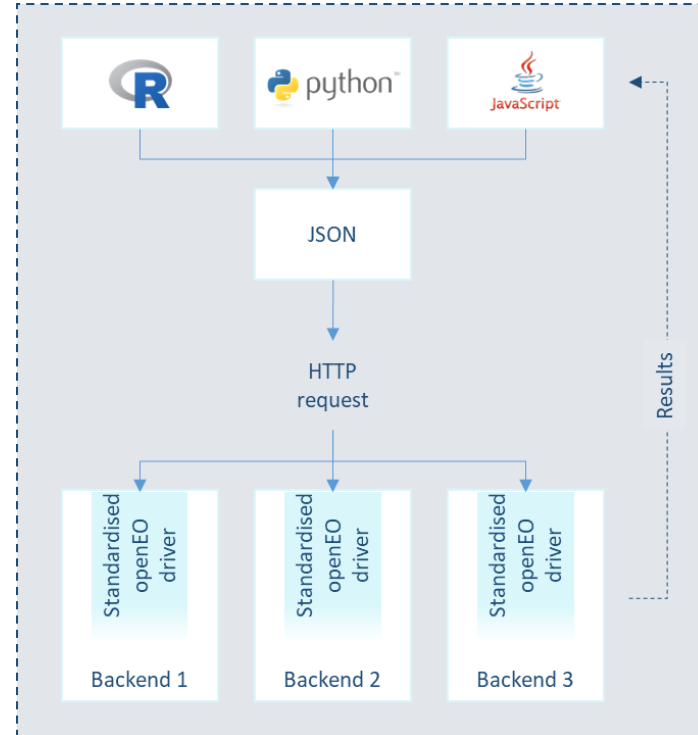 R
python™
JavaScript
JSON
HTTP
request
Results
Standardised
openEO
driver
Standardised
openEO
driver
Standardised
openEO
driver
Backend 1
Backend 2
Backend 3